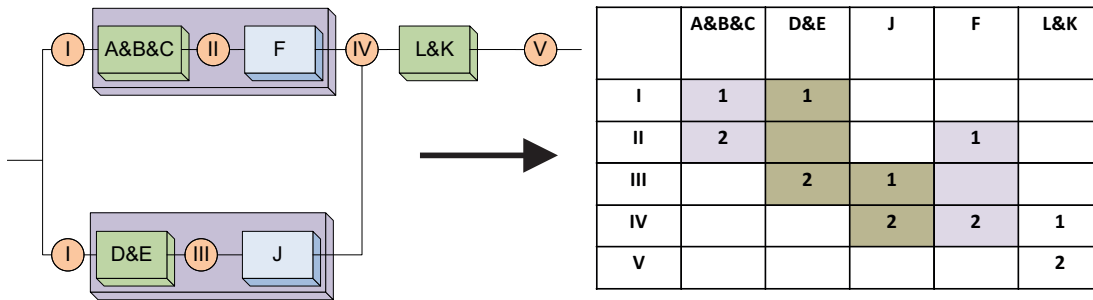 I A&B&C II F IV L&K V
I D&E III J
A&B&C D&E J F L&K
I 1 1
II 2 1
III 2 1
IV 2 2 1
V 2